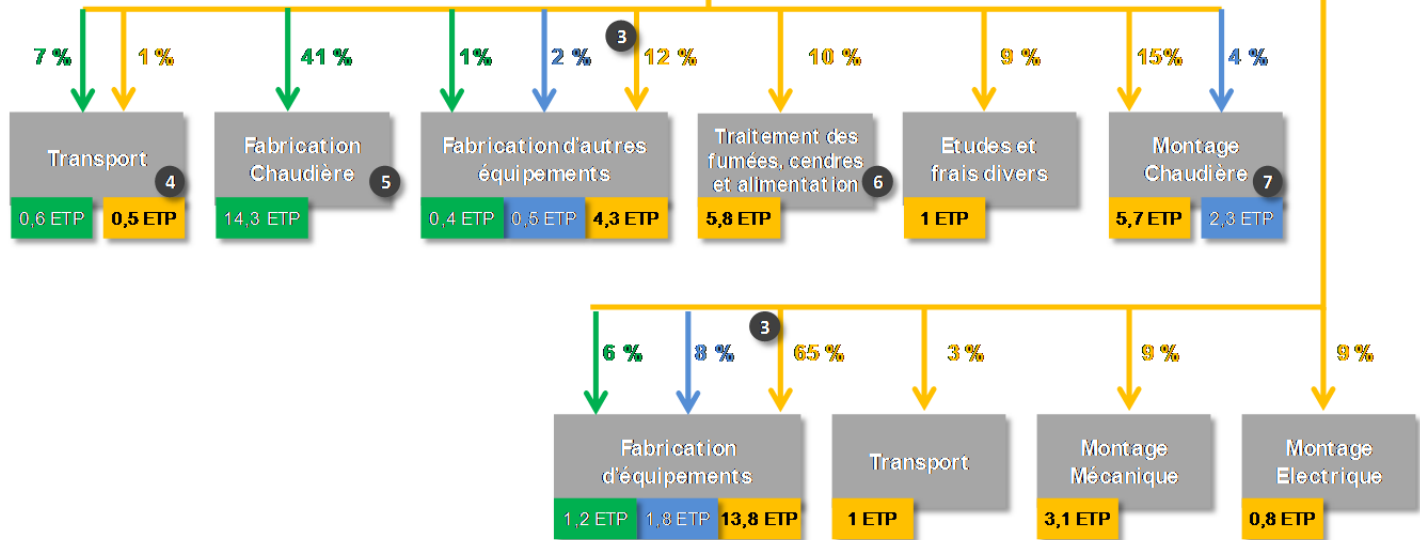 3
7 %
1 %
41 %
1%
2 %
12 %
10 %
9 %
15%
4 %
Transport
4
0,6 ETP
0,5 ETP
Fabrication
Chaudière
5
14,3 ETP
Fabrication d'autres
équipements
0,4 ETP
0,5 ETP
4,3 ETP
Traitement des
fumées, cendres
et alimentation
6
5,8 ETP
Etudes et
frais divers
1 ETP
Montage
Chaudière
7
5,7 ETP
2,3 ETP
3
6 %
8 %
65 %
3 %
9 %
9 %
Fabrication
d'équipements
1,2 ETP
1,8 ETP
13,8 ETP
Transport
1 ETP
Montage
Mécanique
3,1 ETP
Montage
Electrique
0,8 ETP